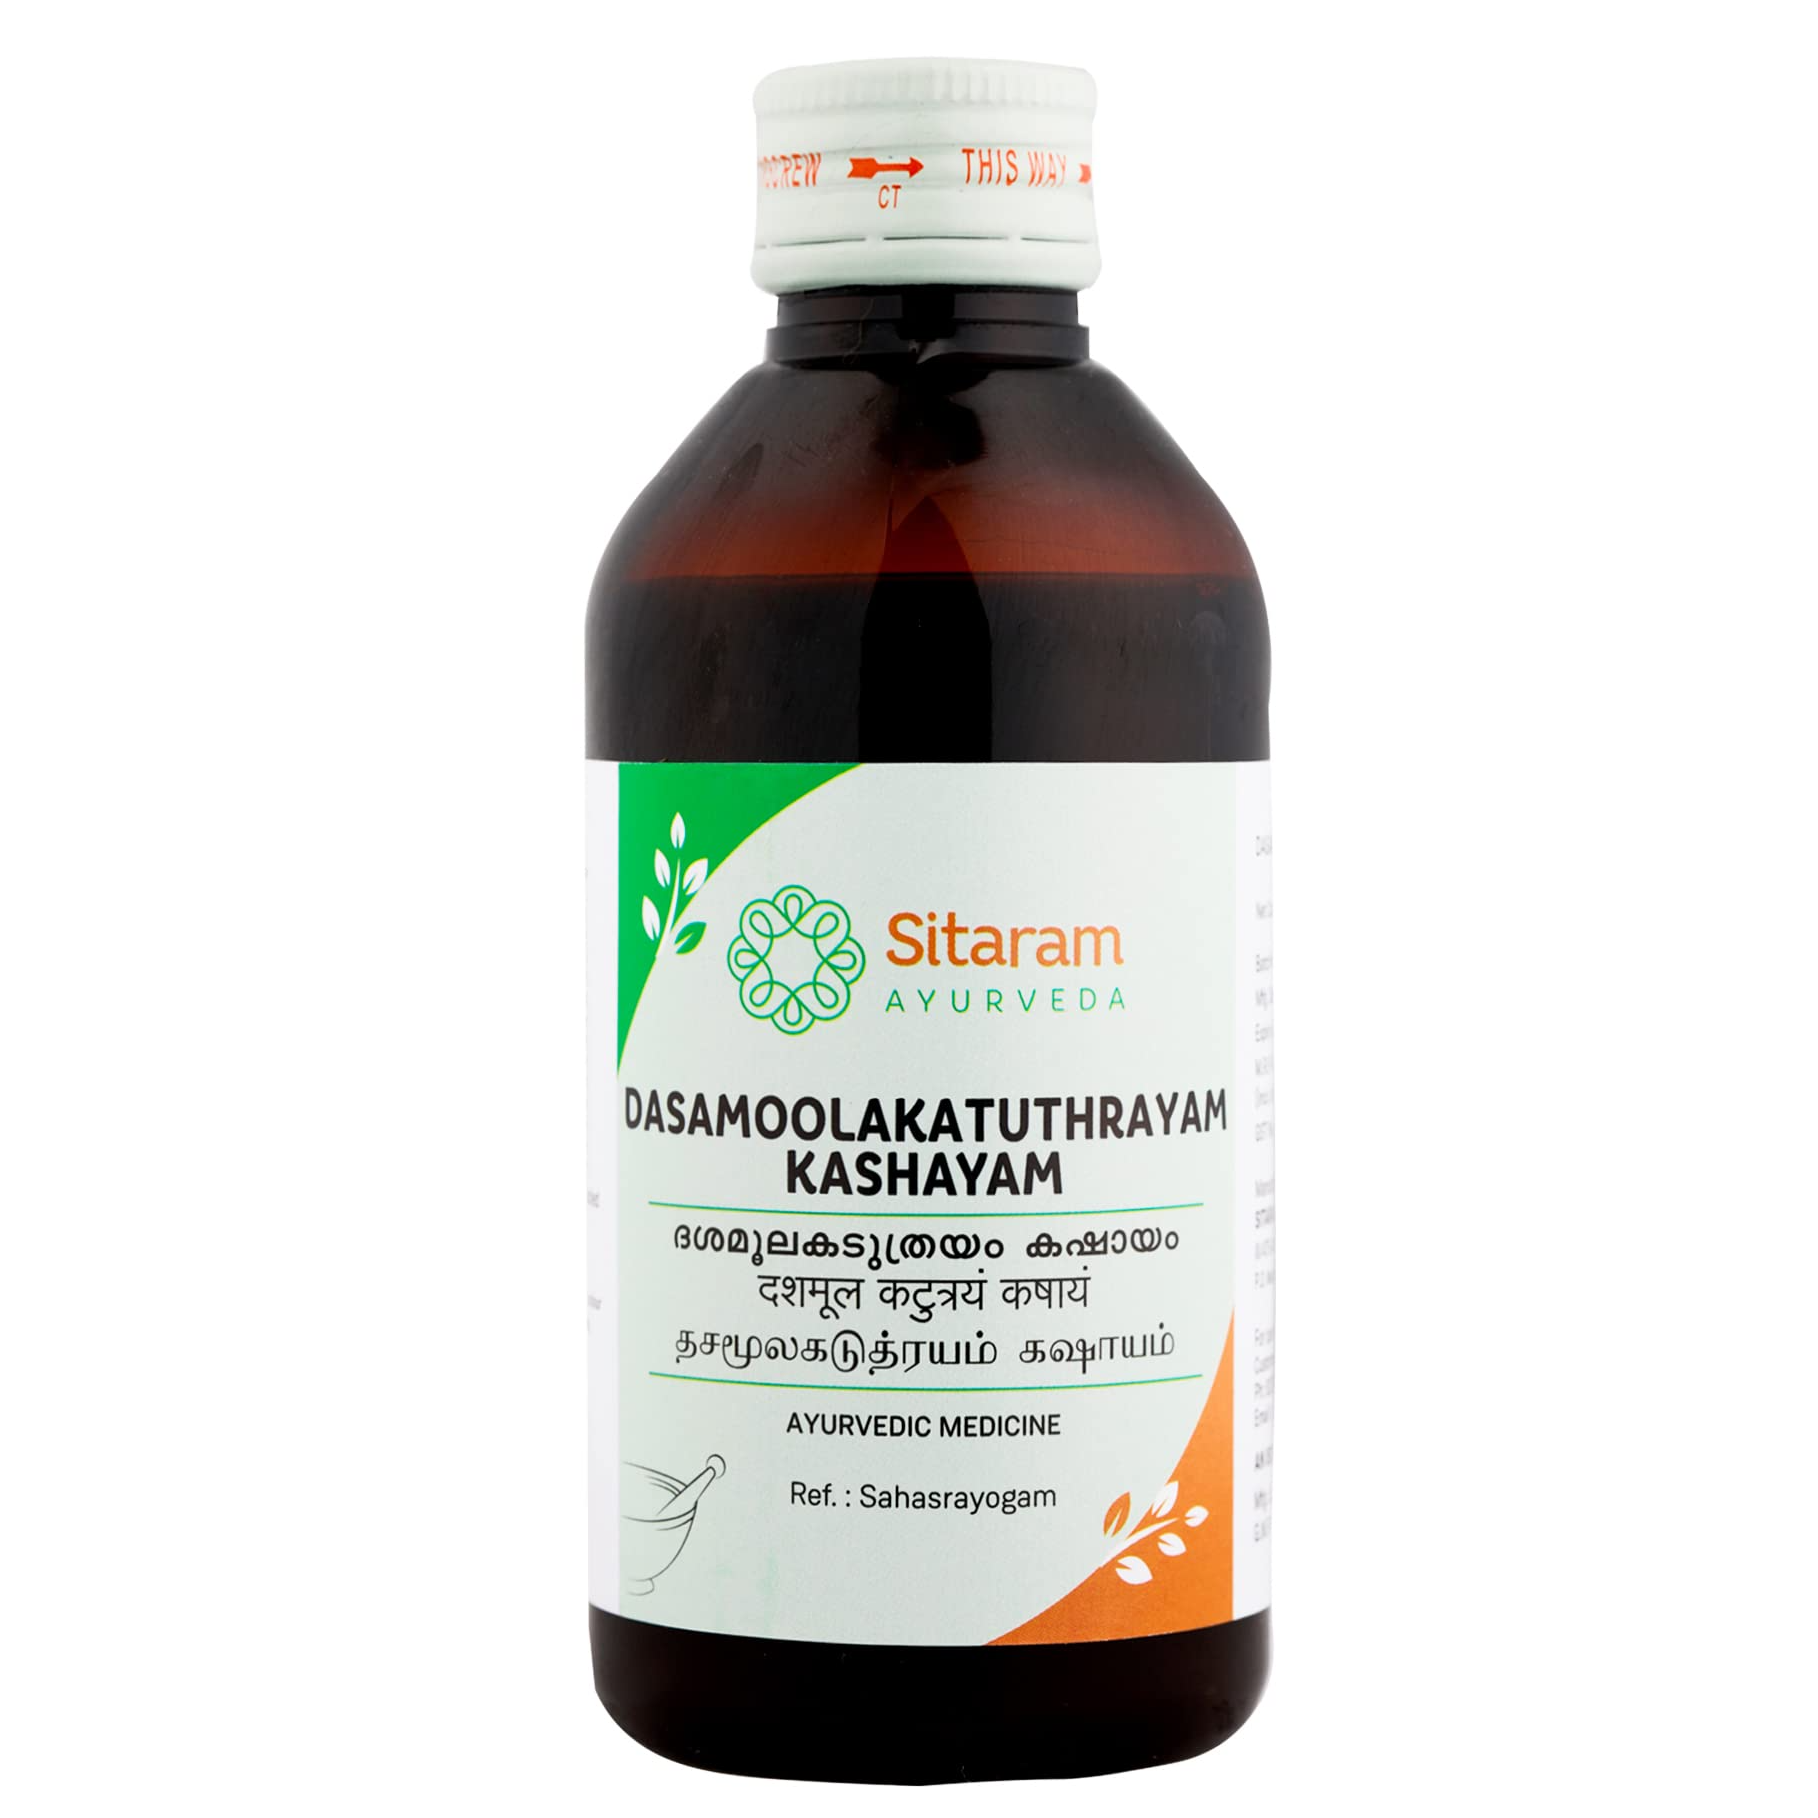 THIS WAY
CT
Sitaram
AYURVEDA
DASAMOOLAKATUTHRAYAM
KASHAYAM
ദശമൂലകടുത്രയം കഷായം
दशमूल कटुत्रयं कषायं
தசமூலகடுத்ரயம் கஷாயம்
AYURVEDIC MEDICINE
Ref. : Sahasrayogam